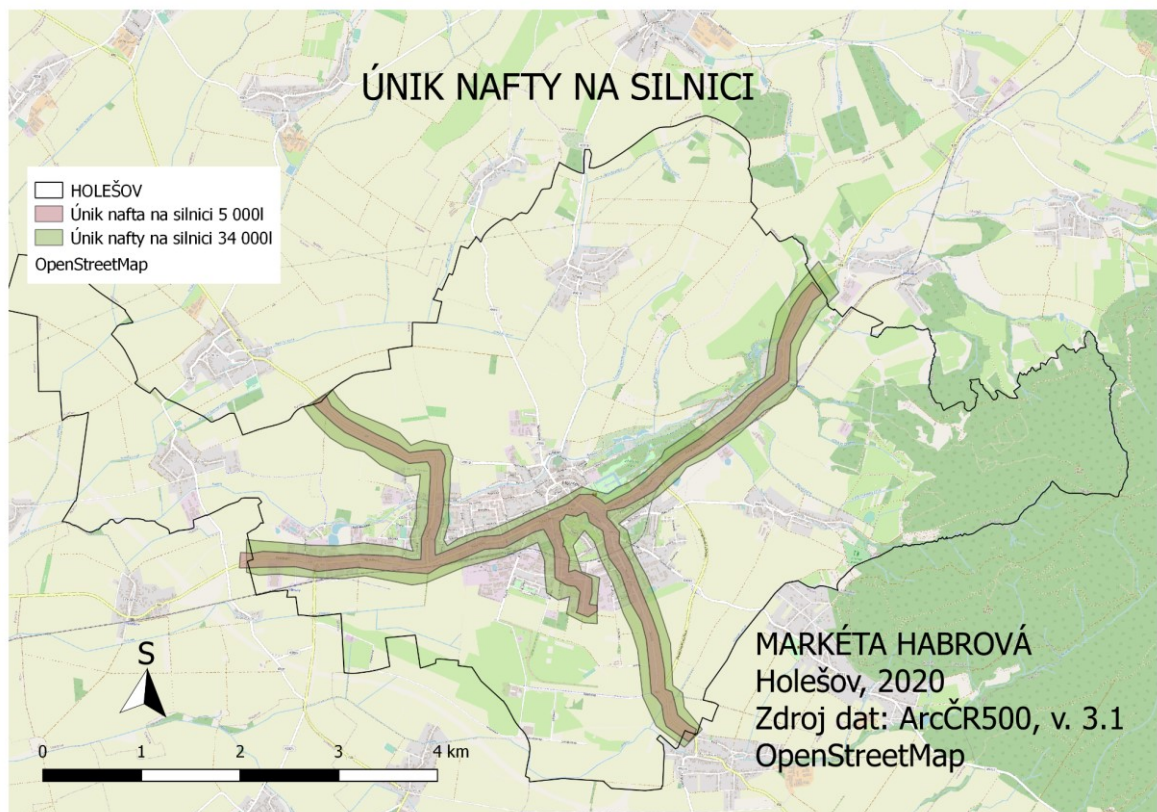 ÚNIK NAFTY NA SILNICI
HOLEŠOV
Únik nafta na silnici 5 000l
Únik nafty na silnici 34 000l
OpenStreetMap
S
0 1 2 3 4 km
MARKÉTA HABROVÁ
Holešov, 2020
Zdroj dat: ArcČR500, v. 3.1
OpenStreetMap